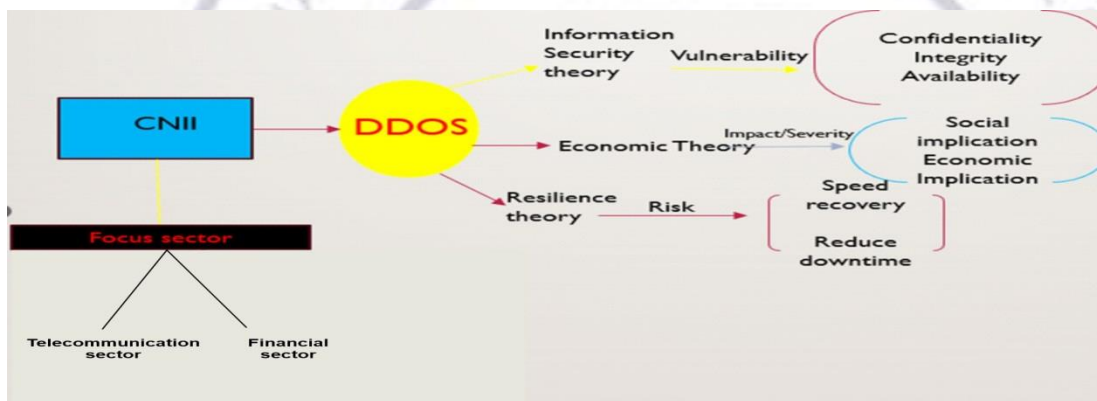 CNII
DDOS
Information
Security
theory
Vulnerability
Confidentiality
Integrity
Availability
Economic Theory
Impact/Severity
Social
implication
Economic
Implication
Resilience
theory
Risk
Speed
recovery
Reduce
downtime
Focus sector
Telecommunication
sector
Financial
sector